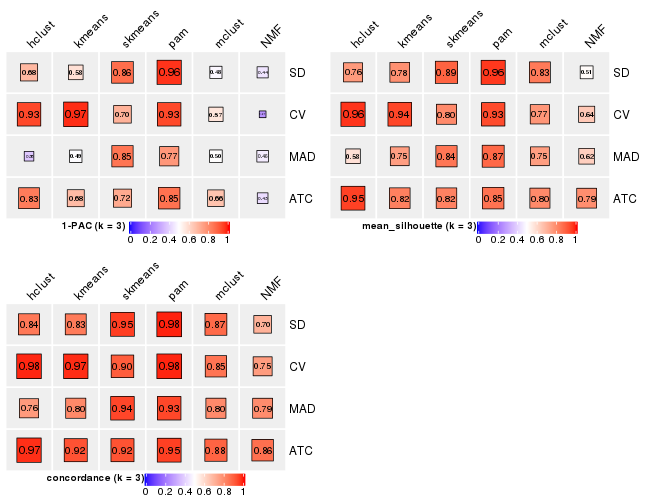 hclust kmeans skmeans pam mclust NMF
0.68 0.58 0.86 0.96 0.48 0.44 SD
0.93 0.97 0.70 0.93 0.57 CV
0.49 0.85 0.77 0.50 MAD
0.83 0.68 0.72 0.85 0.66 ATC
1-PAC (k = 3)
0 0.2 0.4 0.6 0.8 1
hclust kmeans skmeans pam mclust NMF
0.76 0.78 0.89 0.96 0.83 0.51 SD
0.96 0.94 0.80 0.93 0.77 0.64 CV
0.58 0.75 0.84 0.87 0.75 0.62 MAD
0.95 0.82 0.82 0.85 0.80 0.79 ATC
mean_silhouette (k = 3)
0 0.2 0.4 0.6 0.8 1
hclust kmeans skmeans pam mclust NMF
0.84 0.83 0.95 0.98 0.87 0.70 SD
0.98 0.97 0.90 0.98 0.85 0.75 CV
0.76 0.80 0.94 0.93 0.80 0.79 MAD
0.97 0.92 0.92 0.95 0.88 0.86 ATC
concordance (k = 3)
0 0.2 0.4 0.6 0.8 1